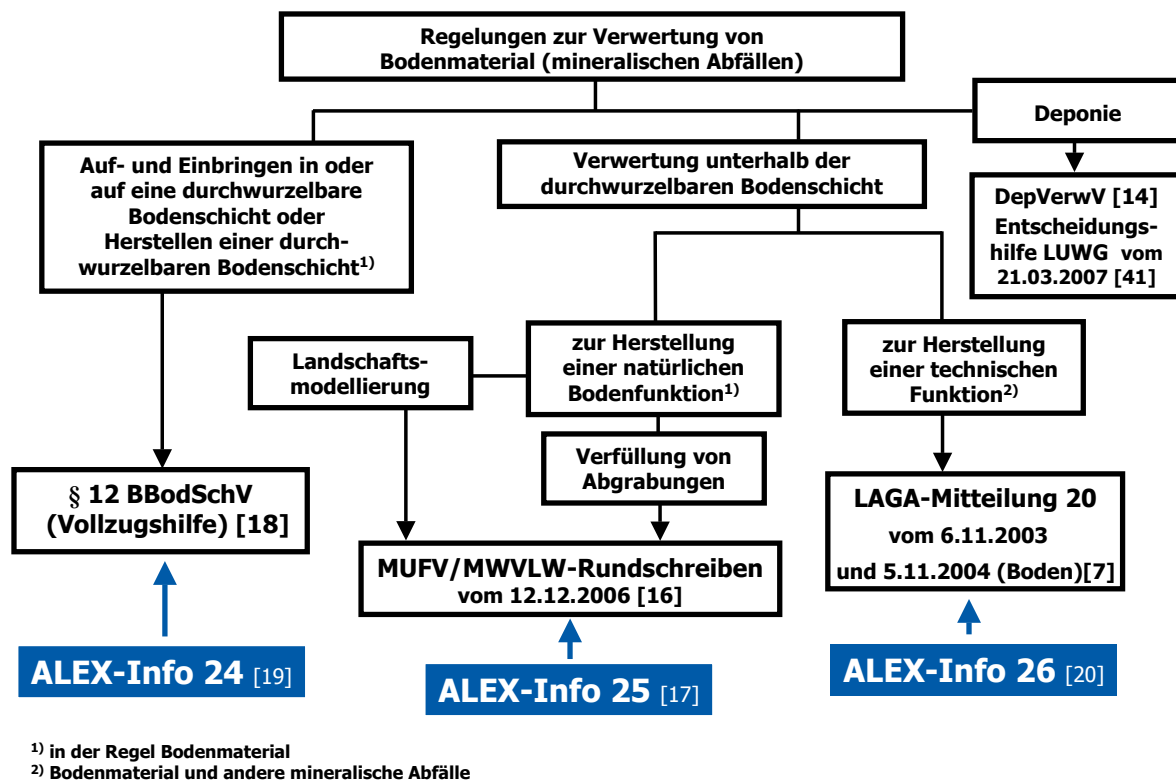 Regelungen zur Verwertung von
Bodenmaterial (mineralischen Abfällen)
Deponie
Auf- und Einbringen in oder
auf eine durchwurzelbare
Bodenschicht oder
Herstellen einer durch-
wurzelbaren Bodenschicht1)
Verwertung unterhalb der
durchwurzelbaren Bodenschicht
DepVerwV [14]
Entscheidungs-
hilfe LUWG vom
21.03.2007 [41]
Landschafts-
modellierung
zur Herstellung
einer natürlichen
Bodenfunktion1)
zur Herstellung
einer technischen
Funktion2)
Verfüllung von
Abgrabungen
§ 12 BBodSchV
(Vollzugshilfe) [18]
MUFV/MWVLW-Rundschreiben
vom 12.12.2006 [16]
LAGA-Mitteilung 20
vom 6.11.2003
und 5.11.2004 (Boden)[7]
ALEX-Info 24 [19]
ALEX-Info 25 [17]
ALEX-Info 26 [20]
1) in der Regel Bodenmaterial
2) Bodenmaterial und andere mineralische Abfälle